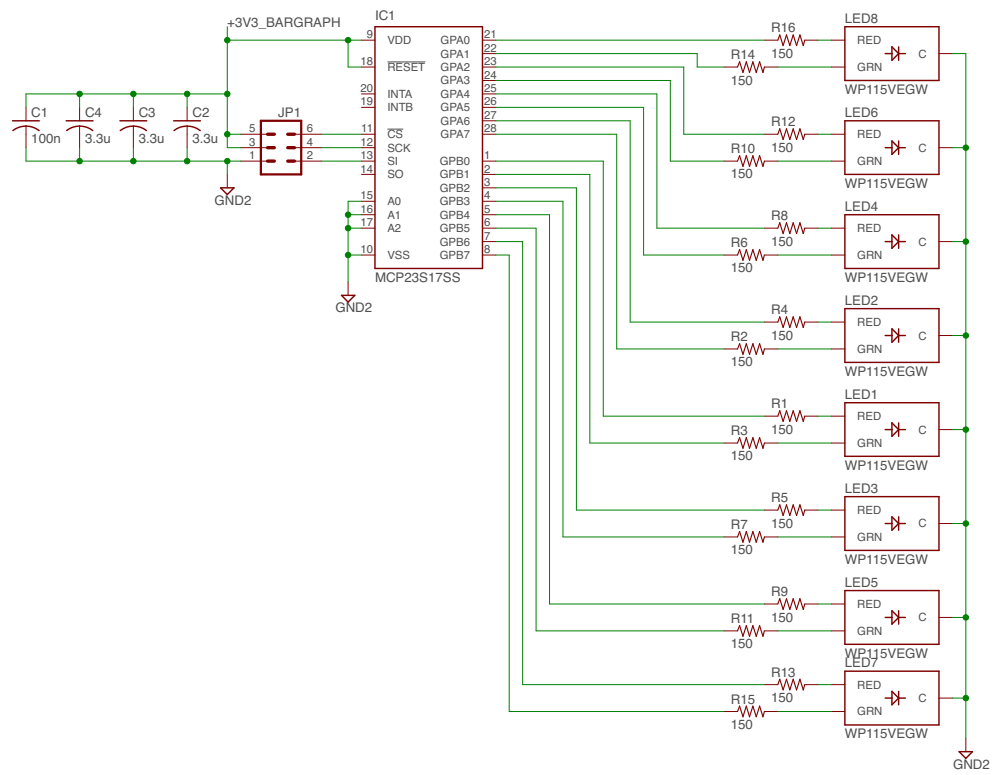 +3V3_BARGRAPH
IC1
9 VDD GPA0 21
GPA1 22
18 RESET GPA2 23
GPA3 24
20 INTA GPA4 25
19 INTB GPA5 26
GPA6 27
11 CS GPA7 28
12 SCK
13 SI GPB0 1
14 SO GPB1 2
GPB2 3
15 A0 GPB3 4
16 A1 GPB4 5
17 A2 GPB5 6
GPB6 7
10 VSS GPB7 8
MCP23S17SS
C1
100n
C4
3.3u
C3
3.3u
C2
3.3u
JP1
5 6
3 4
1 2
GND2
GND2
R16
150
R14
150
LED8
RED
C
GRN
WP115VEGW
R12
150
R10
150
LED6
RED
C
GRN
WP115VEGW
R8
150
R6
150
LED4
RED
C
GRN
WP115VEGW
R4
150
R2
150
LED2
RED
C
GRN
WP115VEGW
R1
150
R3
150
LED1
RED
C
GRN
WP115VEGW
R5
150
R7
150
LED3
RED
C
GRN
WP115VEGW
R9
150
R11
150
LED5
RED
C
GRN
WP115VEGW
R13
150
R15
150
LED7
RED
C
GRN
WP115VEGW
GND2